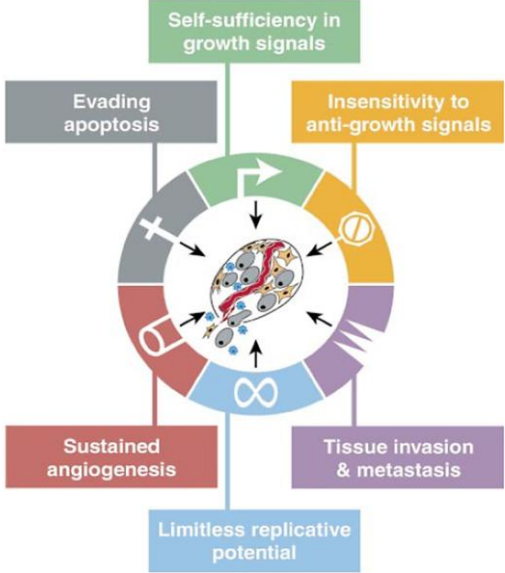 Self-sufficiency in
growth signals
Evading
apoptosis
Insensitivity to
anti-growth signals
Sustained
angiogenesis
Tissue invasion
& metastasis
Limitless replicative
potential